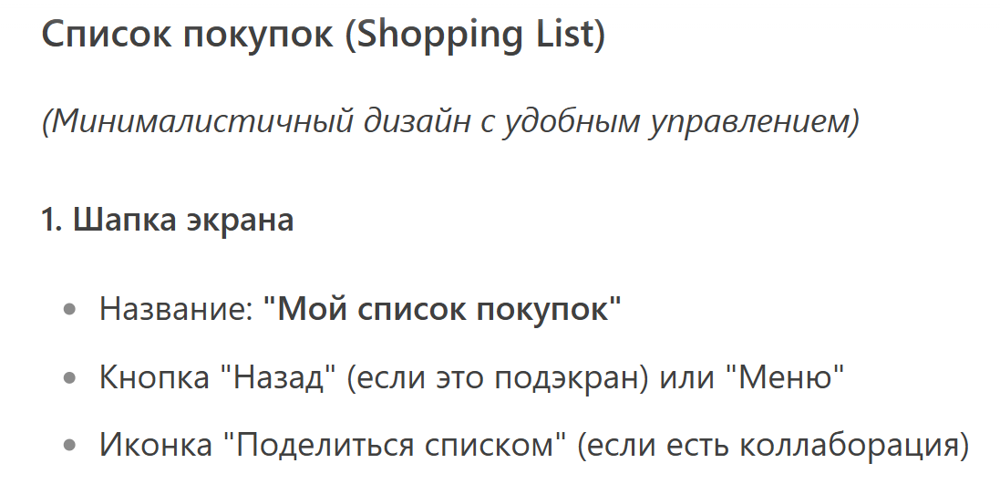 Список покупок (Shopping List)
(Минималистичный дизайн с удобным управлением)
1. Шапка экрана
• Название: "Мой список покупок"
• Кнопка "Назад" (если это подэкран) или "Меню"
• Иконка "Поделиться списком" (если есть коллаборация)